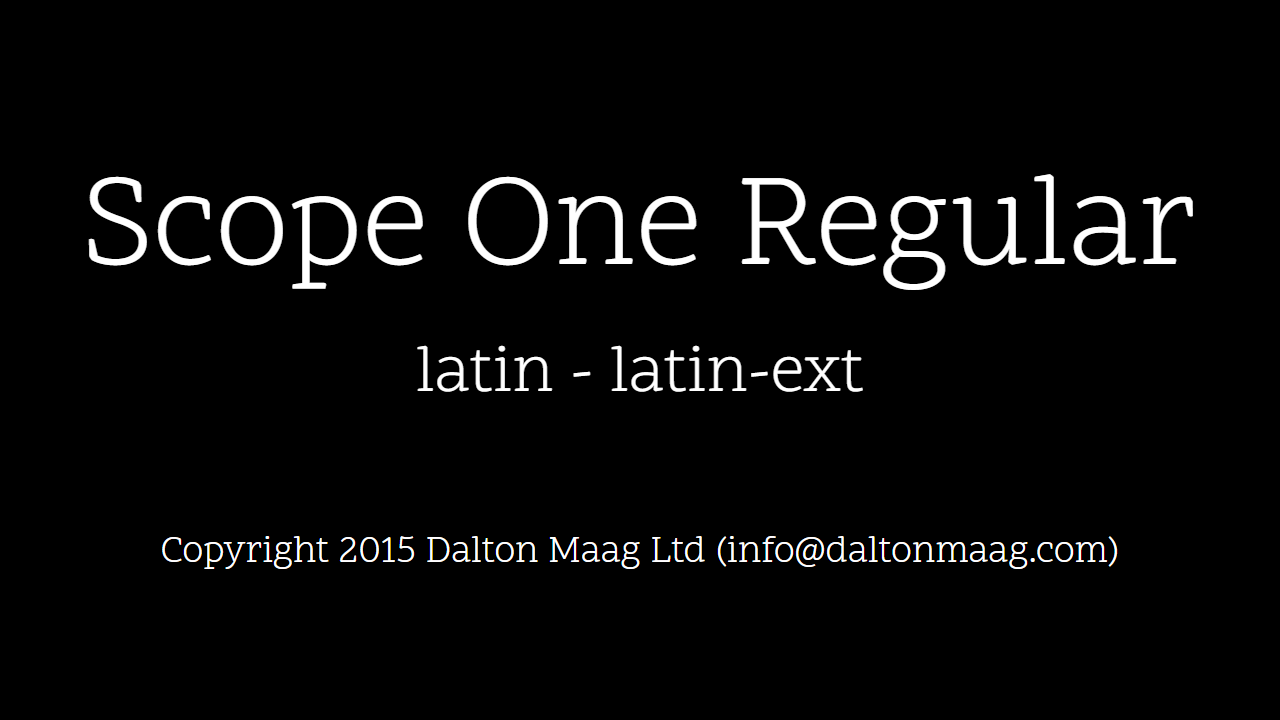 Scope One Regular
latin - latin-ext
Copyright 2015 Dalton Maag Ltd (info@daltonmaag.com)